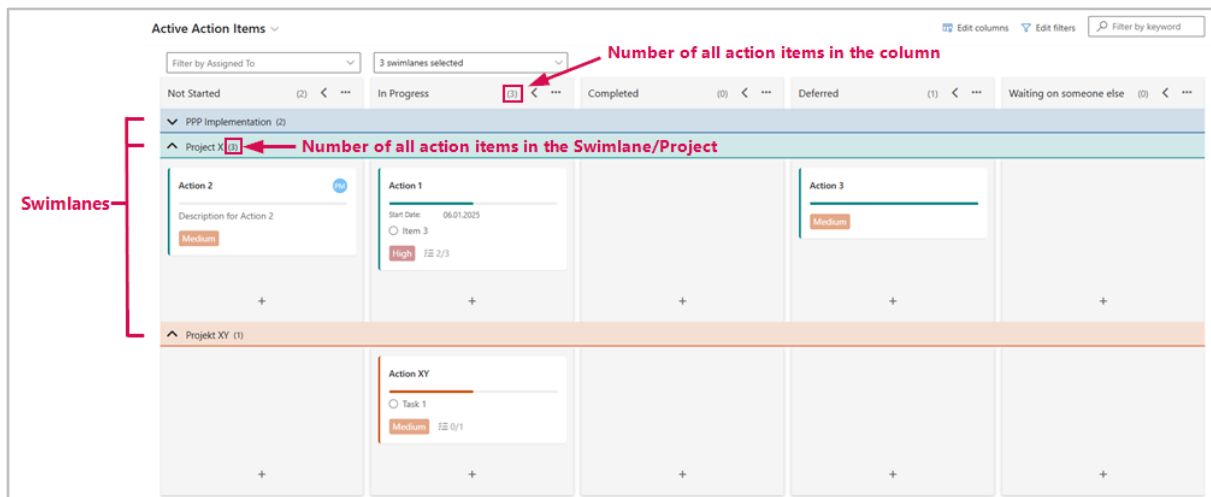 Active Action Items
Edit columns
Edit filters
Filter by keyword
Filter by Assigned To
3 swimlanes selected
Number of all action items in the column
Not Started (2)
In Progress (3)
Completed (0)
Deferred (1)
Waiting on someone else (0)
PPP Implementation (2)
Project X (3)
Number of all action items in the Swimlane/Project
Swimlanes
Action 2
PM
Description for Action 2
Medium
Action 1
Start Date: 06.01.2025
Item 3
High 2/3
Action 3
Medium
+ + + + +
Projekt XY (1)
Action XY
Task 1
Medium 0/1
+ + + + +